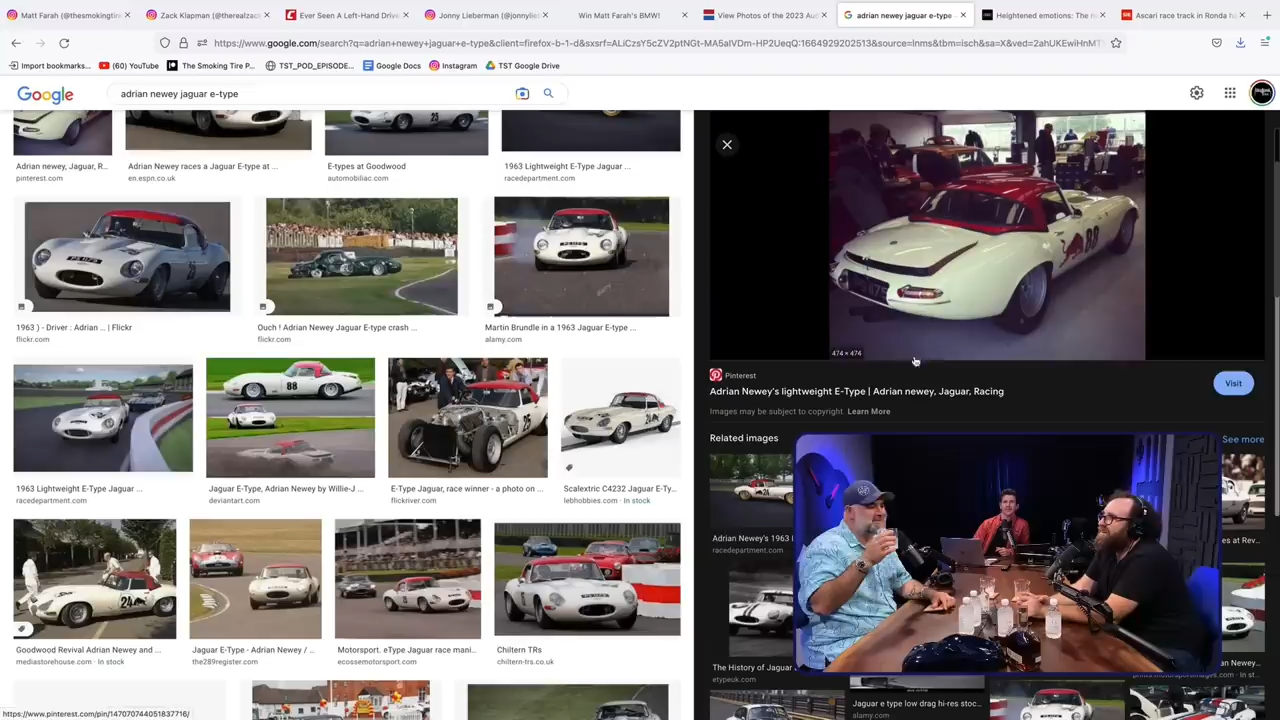 Matt Farah (@thesmokingtire
Zack Klapman (@therealzac
Ever Seen A Left-Hand Drive
Jonny Lieberman (@jonnylie
Win Matt Farah's BMW!
View Photos of the 2023 Aud
adrian newey jaguar e-type -
Heightened emotions: The
Ascari race track in Ronda
https://www.google.com/search?q=adrian+newey+jaguar+e-type&client=firefox-b-1-d&sxsrf=ALiCzsY5cZV2ptNGt-MA5aIVDm-HP2UeqQ:1664929202513&source=lnms&tbm=isch&sa=X&ved=2ahUKEwiHnMT
Import bookmarks...
(60) YouTube
The Smoking Tire P...
TST_POD_EPISODE...
Google Docs
Instagram
TST Google Drive
Google
adrian newey jaguar e-type
Adrian newey, Jaguar, R...
pinterest.com
Adrian Newey races a Jaguar E-type at ...
en.espn.co.uk
E-types at Goodwood
automobiliac.com
1963 Lightweight E-Type Jaguar ...
racedepartment.com
1963 ) - Driver : Adrian ... | Flickr
flickr.com
Ouch ! Adrian Newey Jaguar E-type crash ...
flickr.com
Martin Brundle in a 1963 Jaguar E-type ...
alamy.com
88
1963 Lightweight E-Type Jaguar ...
racedepartment.com
Jaguar E-Type, Adrian Newey by Willie-J ...
deviantart.com
E-Type Jaguar, race winner - a photo on ...
flickriver.com
Scalextric C4232 Jaguar E-Ty...
lebhobbies.com · In stock
24
Goodwood Revival Adrian Newey and ...
mediastorehouse.com · In stock
Jaguar E-Type - Adrian Newey / ...
the289register.com
Motorsport. eType Jaguar race mani...
ecossemotorsport.com
Chiltern TRs
chiltern-trs.co.uk
https://www.pinterest.com/pin/147070744051837716/
88
474 × 474
Pinterest
Adrian Newey's lightweight E-Type | Adrian newey, Jaguar, Racing
Visit
Images may be subject to copyright. Learn More
Related images
See more
Adrian Newey's 1963
racedepartment.com
es at Rev...
The History of Jaguar
etypeuk.com
Newey...
Jaguar e type low drag hi-res stoc...
alamy.com